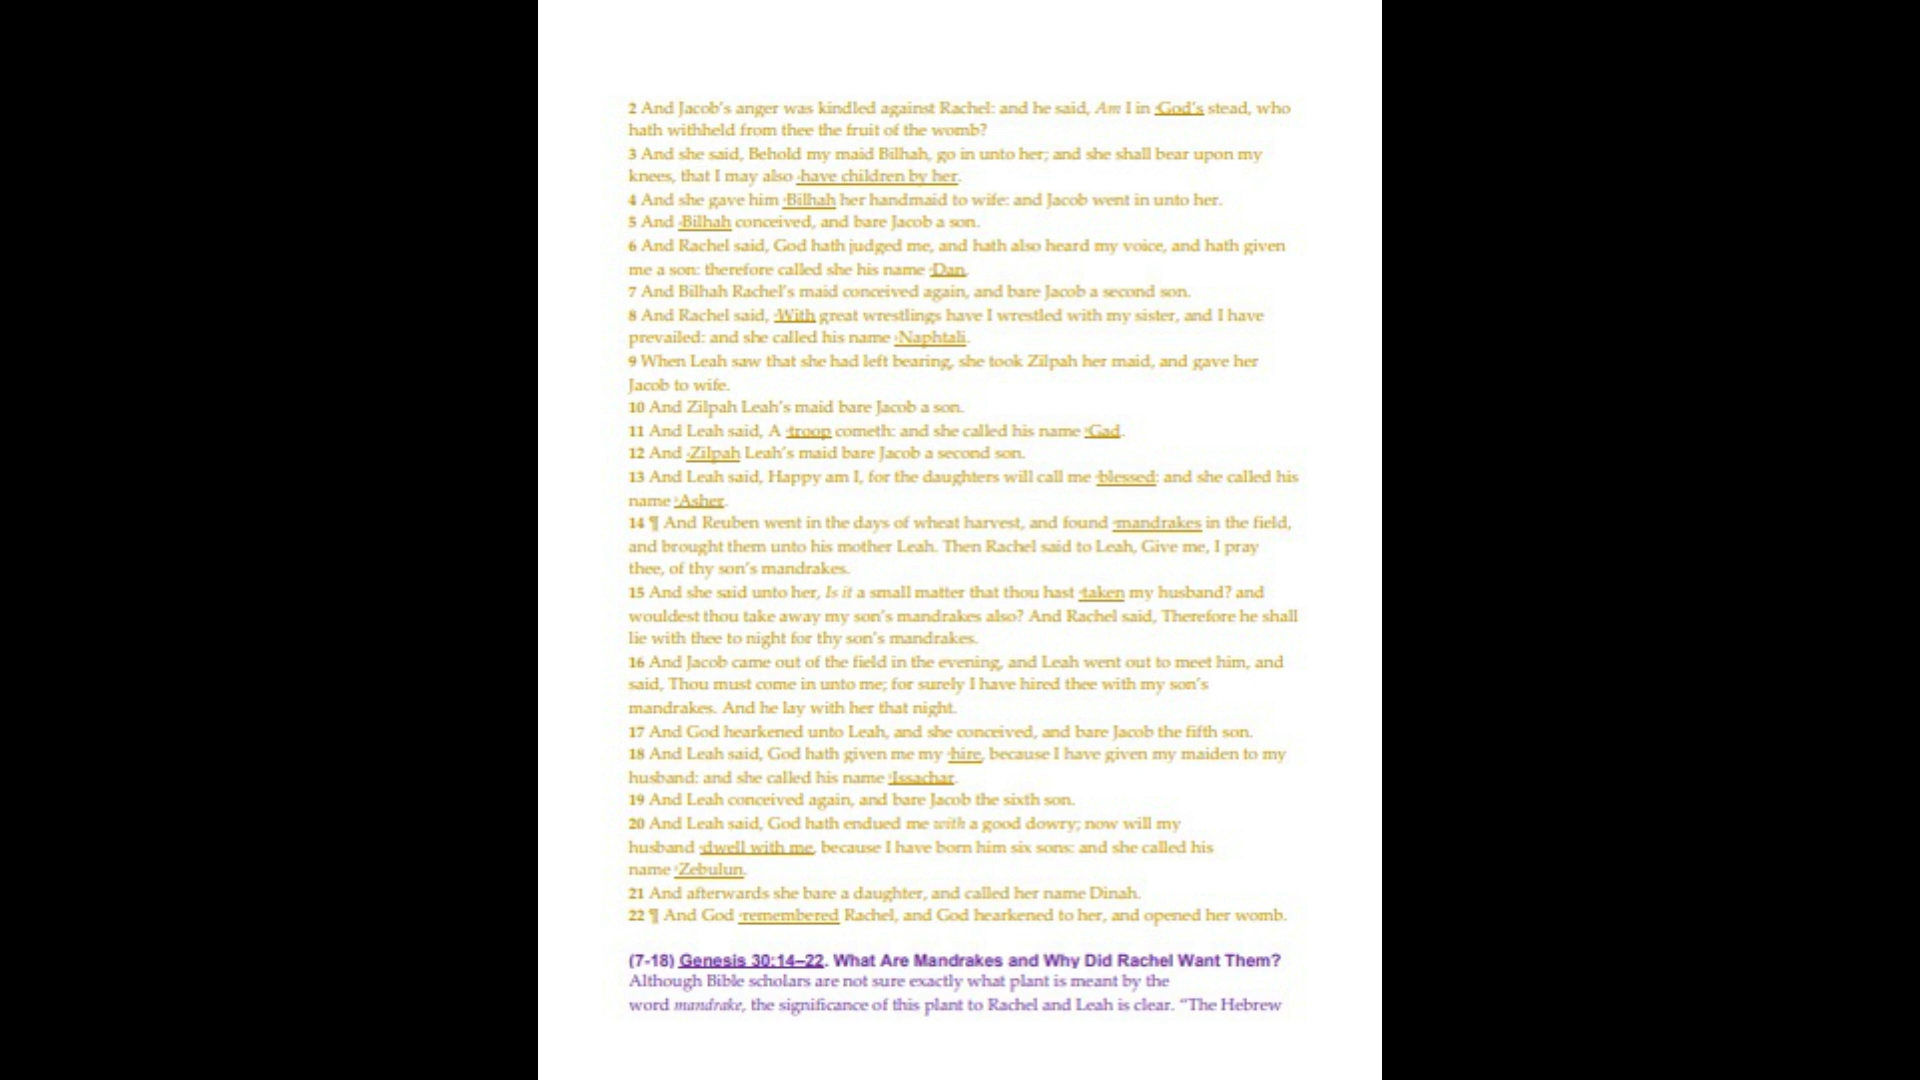 2 And Jacob's anger was kindled against Rachel: and he said, Am I in God's stead, who
hath withheld from thee the fruit of the womb?
3 And she said, Behold my maid Bilhah, go in unto her; and she shall bear upon my
knees, that I may also have children by her.
4 And she gave him Bilhah her handmaid to wife: and Jacob went in unto her.
5 And Bilhah conceived, and bare Jacob a son.
6 And Rachel said, God hath judged me, and hath also heard my voice, and hath given
me a son: therefore called she his name Dan.
7 And Bilhah Rachel's maid conceived again, and bare Jacob a second son.
8 And Rachel said, With great wrestlings have I wrestled with my sister, and I have
prevailed: and she called his name Naphtali.
9 When Leah saw that she had left bearing, she took Zilpah her maid, and gave her
Jacob to wife.
10 And Zilpah Leah's maid bare Jacob a son.
11 And Leah said, A troop cometh: and she called his name Gad.
12 And Zilpah Leah's maid bare Jacob a second son.
13 And Leah said, Happy am I, for the daughters will call me blessed: and she called his
name Asher.
14 ¶ And Reuben went in the days of wheat harvest, and found mandrakes in the field,
and brought them unto his mother Leah. Then Rachel said to Leah, Give me, I pray
thee, of thy son's mandrakes.
15 And she said unto her, Is it a small matter that thou hast taken my husband? and
wouldest thou take away my son's mandrakes also? And Rachel said, Therefore he shall
lie with thee to night for thy son's mandrakes.
16 And Jacob came out of the field in the evening, and Leah went out to meet him, and
said, Thou must come in unto me; for surely I have hired thee with my son's
mandrakes. And he lay with her that night.
17 And God hearkened unto Leah, and she conceived, and bare Jacob the fifth son.
18 And Leah said, God hath given me my hire, because I have given my maiden to my
husband: and she called his name Issachar.
19 And Leah conceived again, and bare Jacob the sixth son.
20 And Leah said, God hath endued me with a good dowry; now will my
husband dwell with me, because I have born him six sons: and she called his
name Zebulun.
21 And afterwards she bare a daughter, and called her name Dinah.
22 ¶ And God remembered Rachel, and God hearkened to her, and opened her womb.
(7-18) Genesis 30:14–22. What Are Mandrakes and Why Did Rachel Want Them?
Although Bible scholars are not sure exactly what plant is meant by the
word mandrake, the significance of this plant to Rachel and Leah is clear. "The Hebrew